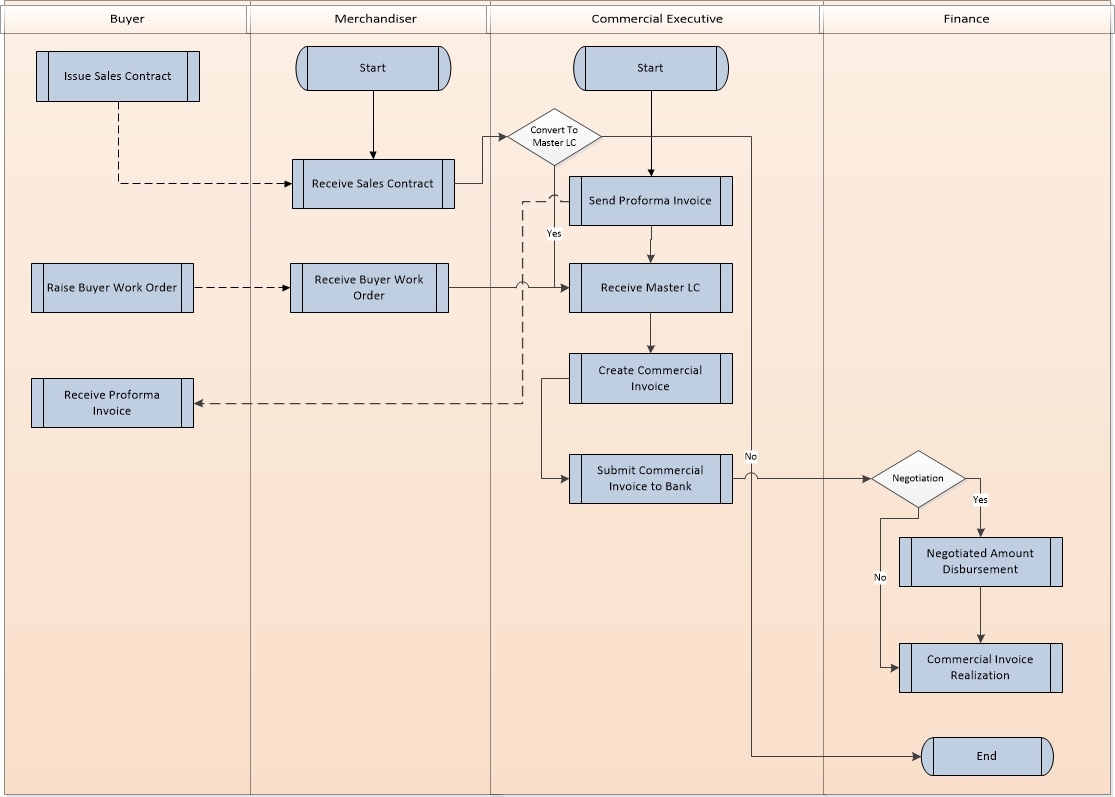 Buyer
Merchandiser
Commercial Executive
Finance
Issue Sales Contract
Start
Start
Convert To
Master LC
Receive Sales Contract
Send Proforma Invoice
Yes
Raise Buyer Work Order
Receive Buyer Work
Order
Receive Master LC
Create Commercial
Invoice
Receive Proforma
Invoice
No
Submit Commercial
Invoice to Bank
Negotiation
Yes
Negotiated Amount
Disbursement
No
Commercial Invoice
Realization
End